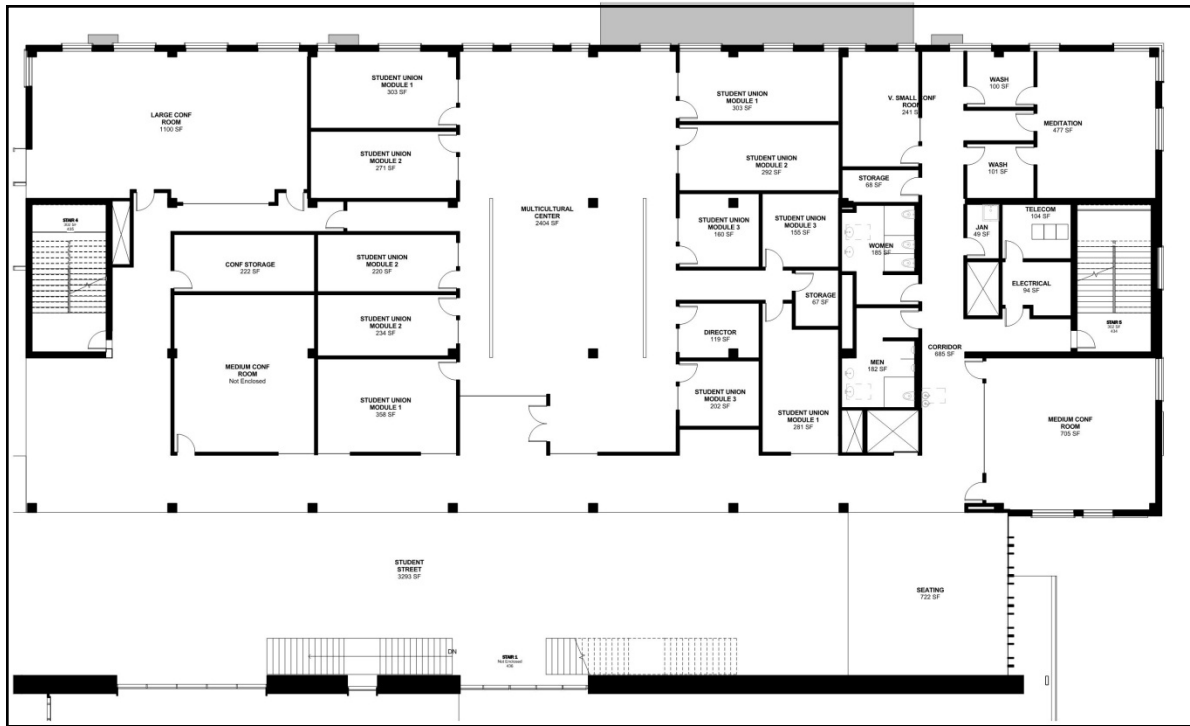 LARGE CONF
ROOM
1100 SF
STUDENT UNION
MODULE 1
303 SF
STUDENT UNION
MODULE 2
271 SF
STUDENT UNION
MODULE 1
303 SF
STUDENT UNION
MODULE 2
292 SF
V. SMALL CONF
ROOM
241 SF
WASH
100 SF
MEDITATION
477 SF
WASH
101 SF
STORAGE
68 SF
MULTICULTURAL
CENTER
2404 SF
STUDENT UNION
MODULE 3
160 SF
STUDENT UNION
MODULE 3
155 SF
WOMEN
185 SF
JAN
49 SF
TELECOM
104 SF
STAIR 4
CONF STORAGE
222 SF
STUDENT UNION
MODULE 2
220 SF
STORAGE
67 SF
ELECTRICAL
94 SF
STUDENT UNION
MODULE 2
234 SF
DIRECTOR
119 SF
CORRIDOR
685 SF
MEDIUM CONF
ROOM
Not Enclosed
MEN
182 SF
STUDENT UNION
MODULE 1
358 SF
STUDENT UNION
MODULE 3
202 SF
STUDENT UNION
MODULE 1
281 SF
MEDIUM CONF
ROOM
705 SF
STUDENT
STREET
3293 SF
SEATING
722 SF
DN
STAIR 1
Not Enclosed